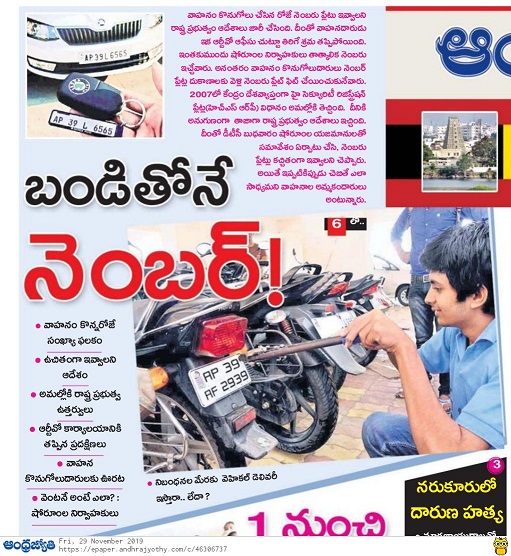 వాహనం కొనుగోలు చేసిన రోజే నెంబరు ప్లేటు ఇవ్వాలని
రాష్ట్ర ప్రభుత్వం ఆదేశాలు జారీ చేసింది. దీంతో వాహనదారుడు
ఇక ఆర్టీవో ఆఫీసు చుట్టూ తిరిగే శ్రమ తప్పిపోయింది.
ఇంతకుముందు షోరూంల నిర్వాహకులు తాత్కాలిక నెంబరు
ఇచ్చేవారు. అనంతరం వాహనం కొనుగోలుదారులు నెంబర్
ప్లేట్ల దుకాణాలకు వెళ్లి నెంబరు ప్లేట్ ఫిట్ చేయించుకునేవారు.
2007లో కేంద్రం దేశవ్యాప్తంగా హై సెక్యూరిటీ రిజిస్ట్రేషన్
ప్లేట్ల(హెచ్ఎస్ ఆర్‌పీ) విధానం అమల్లోకి తెచ్చింది. దీనికి
అనుగుణంగా తాజాగా రాష్ట్ర ప్రభుత్వం ఆదేశాలు ఇచ్చింది.
దీంతో డీటీసీ బుధవారం షోరూంల యజమానులతో
సమావేశం ఏర్పాటు చేసి, నెంబరు
ప్లేట్లు కచ్చితంగా ఇవ్వాలని చెప్పారు.
అయితే ఇప్పటికిప్పుడు చెబితే ఎలా
సాధ్యమని వాహనాల అమ్మకందారులు
అంటున్నారు.
AP 39L6565
AP 39 L 6565
ఆం
బండితోనే
నెంబర్!
6 లో..
• వాహనం కొన్నరోజే
సంఖ్యా ఫలకం
• ఉచితంగా ఇవ్వాలని
ఆదేశం
• అమల్లోకి రాష్ట్ర ప్రభుత్వ
ఉత్తర్వులు
• ఆర్టీవో కార్యాలయానికి
తప్పిన ప్రదక్షిణలు
• వాహన
కొనుగోలుదారులకు ఊరట
• వెంటనే అంటే ఎలా? :
షోరూంల నిర్వాహకులు
AP 39
AF 2939
• నిబంధనల మేరకు వెహికల్ డెలివరీ
ఇస్తారా.. లేదా ?
3
నరుకూరులో
దారుణ హత్య
1 నుంచి
ఆంధ్రజ్యోతి Fri, 29 November 2019
https://epaper.andhrajyothy.com/c/46306737